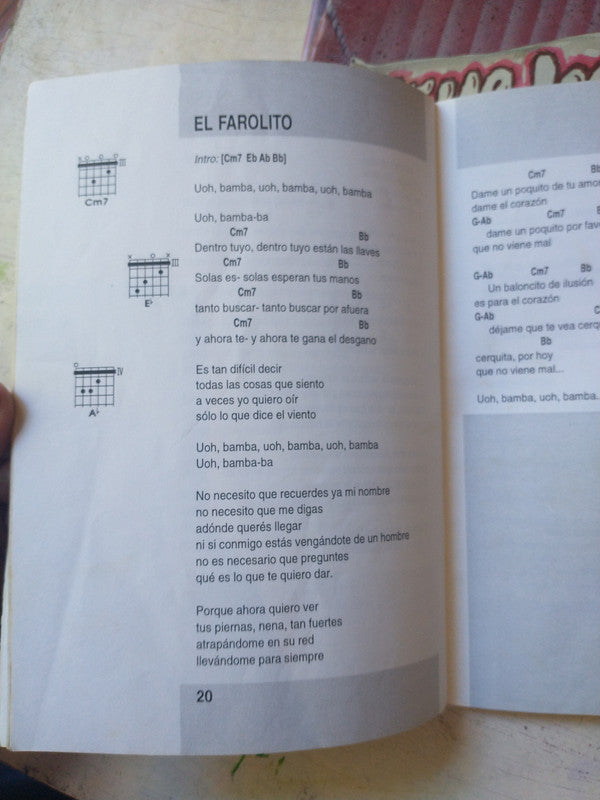 EL FAROLITO
Intro: [Cm7 Eb Ab Bb]
Uoh, bamba, uoh, bamba, uoh, bamba
Uoh, bamba-ba
Cm7 Bb
Dentro tuyo, dentro tuyo están las llaves
Cm7 Bb
Solas es- solas esperan tus manos
Cm7 Bb
tanto buscar- tanto buscar por afuera
Cm7 Bb
y ahora te- y ahora te gana el desgano
Es tan difícil decir
todas las cosas que siento
a veces yo quiero oír
sólo lo que dice el viento
Uoh, bamba, uoh, bamba, uoh, bamba
Uoh, bamba-ba
No necesito que recuerdes ya mi nombre
no necesito que me digas
adónde querés llegar
ni si conmigo estás vengándote de un hombre
no es necesario que preguntes
qué es lo que te quiero dar.
Porque ahora quiero ver
tus piernas, nena, tan fuertes
atrapándome en su red
llevándome para siempre
20
X O O O III
Cm7
X X III
E♭
O IV
A♭
Cm7 Bb
Dame un poquito de tu amor
dame el corazón
G-Ab Cm7
dame un poquito por favo
que no viene mal
G-Ab Cm7 Bb
Un baloncito de ilusión
es para el corazón
G-Ab C
déjame que te vea cerqu
Bb
cerquita, por hoy
que no viene mal...
Uoh, bamba, uoh, bamba.